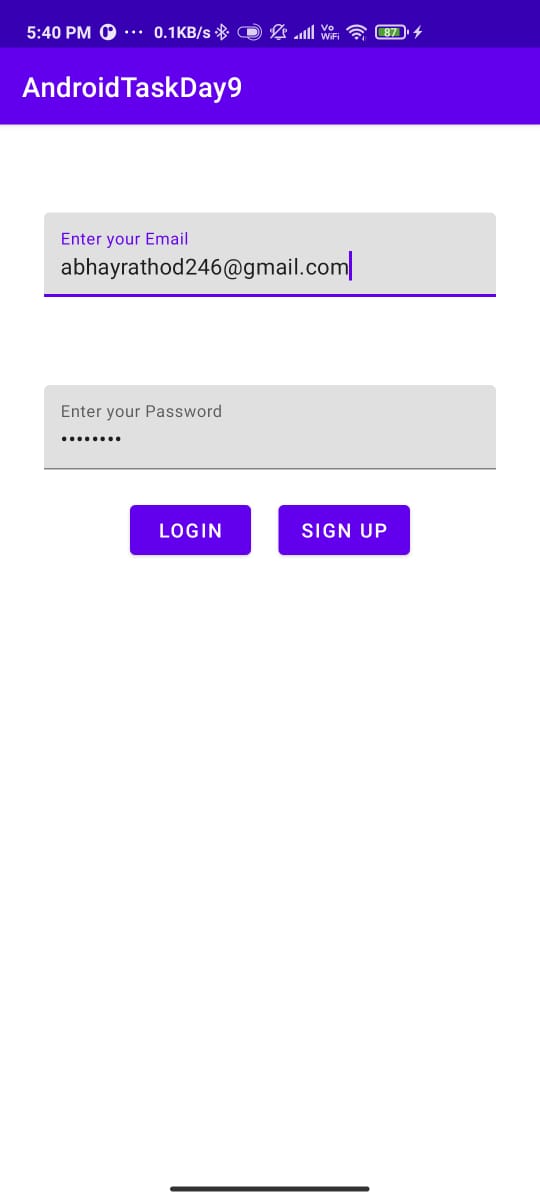 5:40 PM ... 0.1KB/s Vo WiFi 87
AndroidTaskDay9
Enter your Email
abhayrathod246@gmail.com
Enter your Password
••••••••
LOGIN SIGN UP